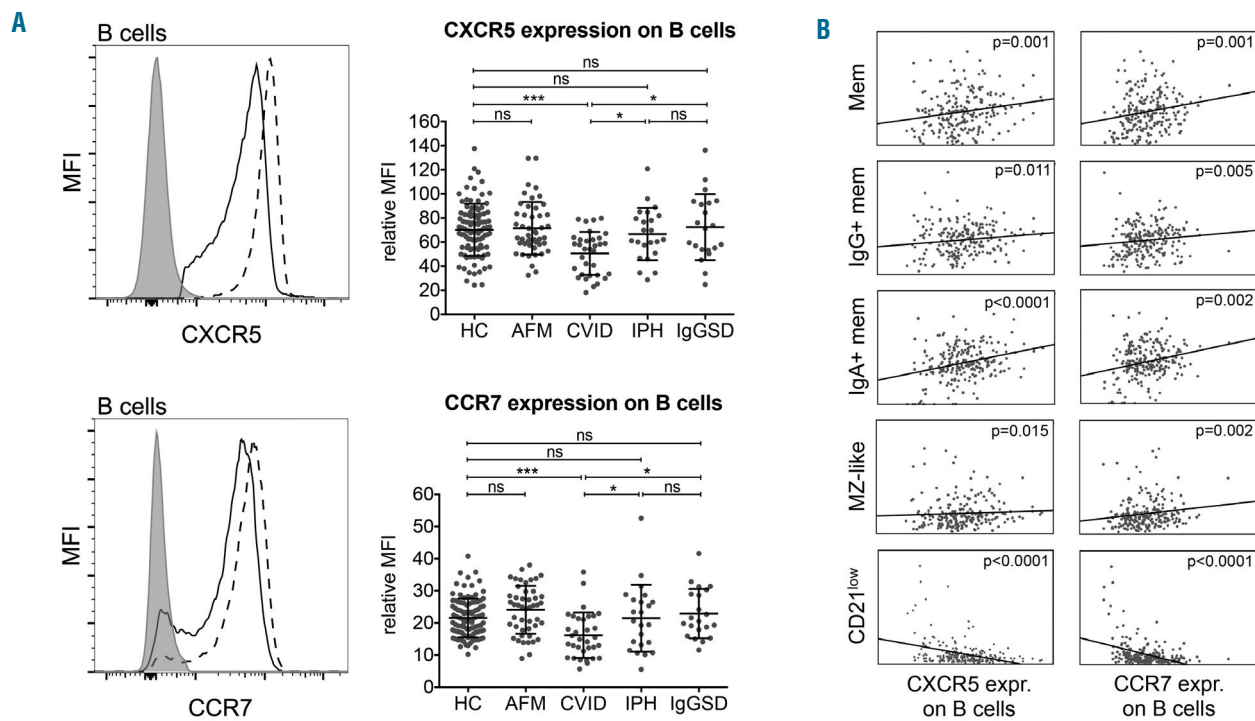 A
B cells
MFI
CXCR5
CXCR5 expression on B cells
ns
ns
*** *
ns * ns
relative MFI
160
140
120
100
80
60
40
20
0
HC AFM CVID IPH IgGSD
B cells
MFI
CCR7
CCR7 expression on B cells
ns
ns
*** *
ns * ns
relative MFI
60
50
40
30
20
10
0
HC AFM CVID IPH IgGSD
B
Mem
p=0.001 p=0.001
IgG+ mem
p=0.011 p=0.005
IgA+ mem
p<0.0001 p=0.002
MZ-like
p=0.015 p=0.002
CD21low
p<0.0001 p<0.0001
CXCR5 expr. CCR7 expr.
on B cells on B cells